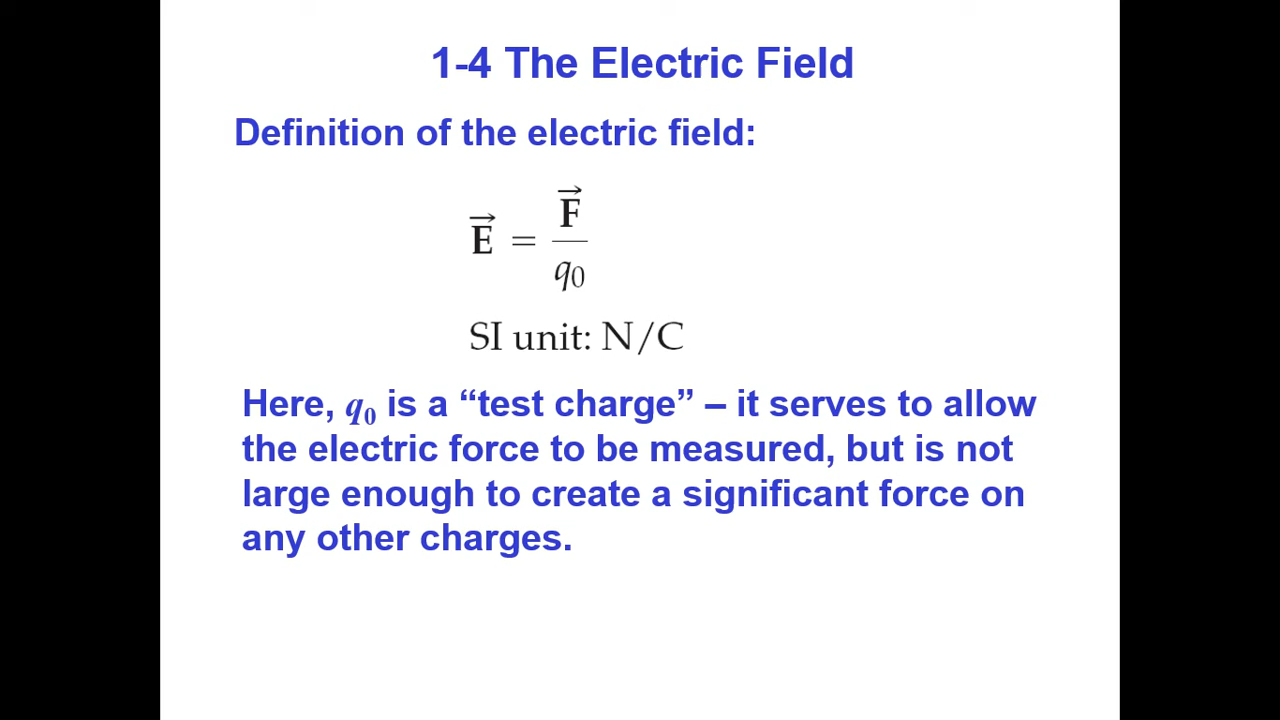 1-4 The Electric Field
Definition of the electric field:
E⃗ = F⃗ / q₀
SI unit: N/C
Here, q₀ is a “test charge” – it serves to allow
the electric force to be measured, but is not
large enough to create a significant force on
any other charges.